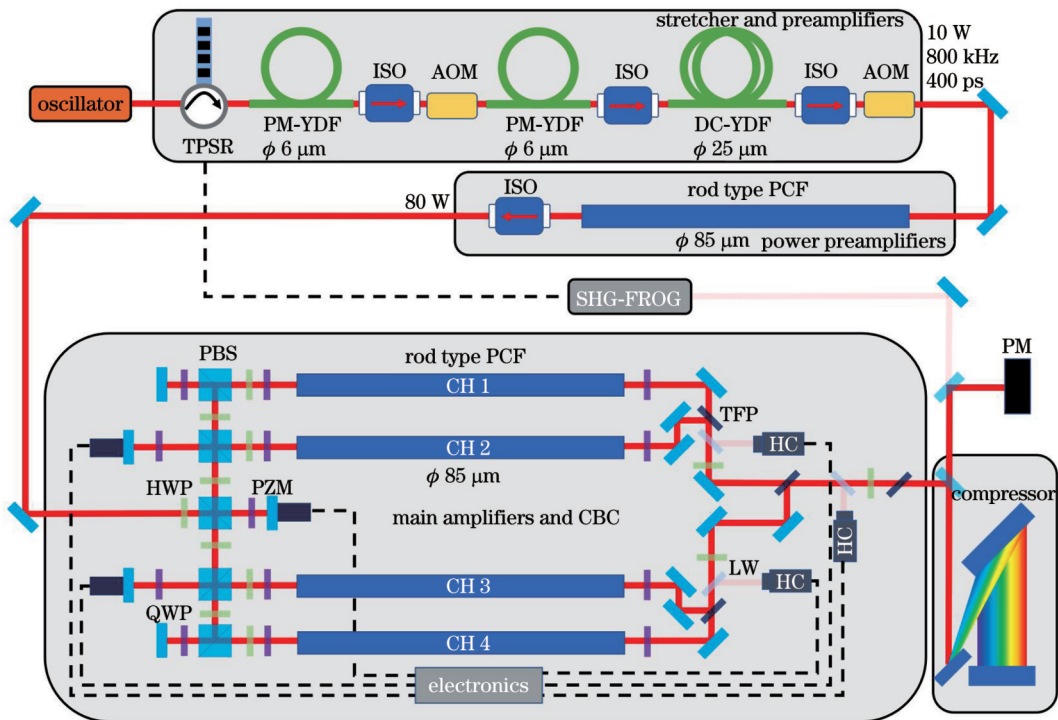 stretcher and preamplifiers
10 W
800 kHz
400 ps
oscillator
TPSR
PM-YDF
ϕ 6 μm
ISO
AOM
PM-YDF
ϕ 6 μm
ISO
DC-YDF
ϕ 25 μm
ISO
AOM
80 W
ISO
rod type PCF
ϕ 85 μm
power preamplifiers
SHG-FROG
PM
PBS
rod type PCF
CH 1
TFP
CH 2
HC
ϕ 85 μm
HWP
PZM
main amplifiers and CBC
compressor
HC
CH 3
LW
HC
QWP
CH 4
electronics